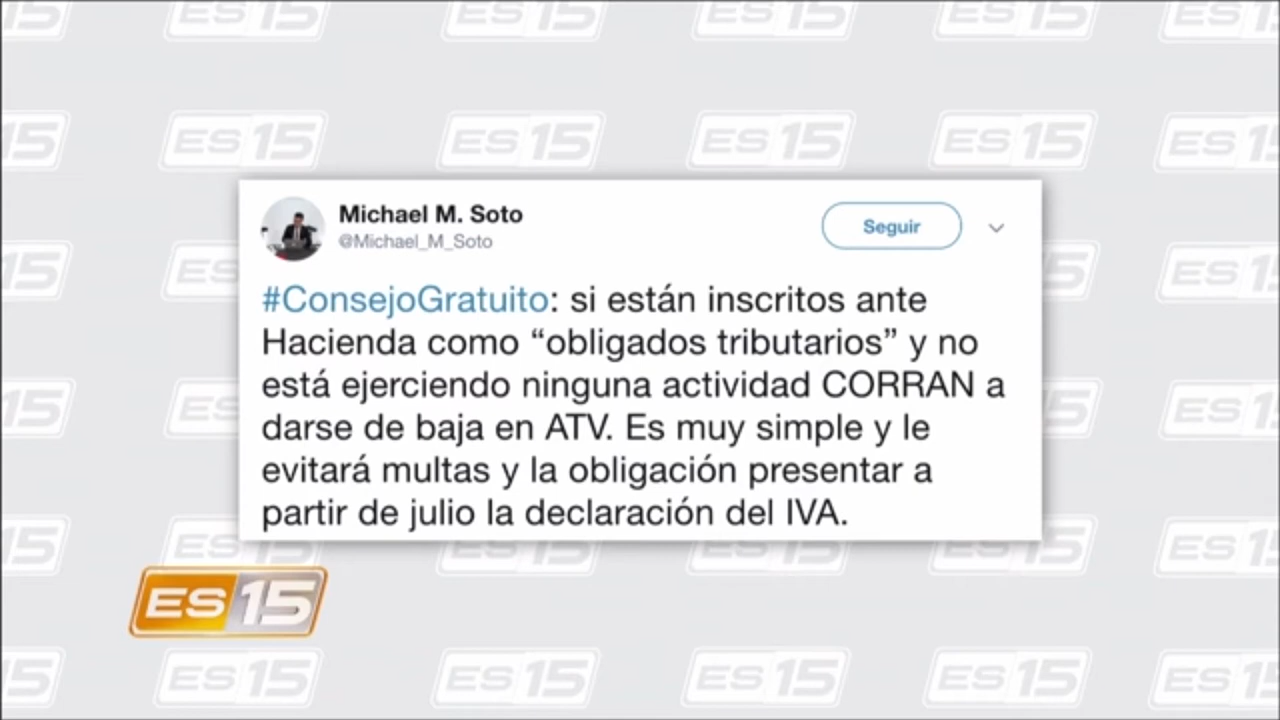 Michael M. Soto
@Michael_M_Soto
Seguir
#ConsejoGratuito: si están inscritos ante
Hacienda como “obligados tributarios” y no
está ejerciendo ninguna actividad CORRAN a
darse de baja en ATV. Es muy simple y le
evitará multas y la obligación presentar a
partir de julio la declaración del IVA.
ES 15